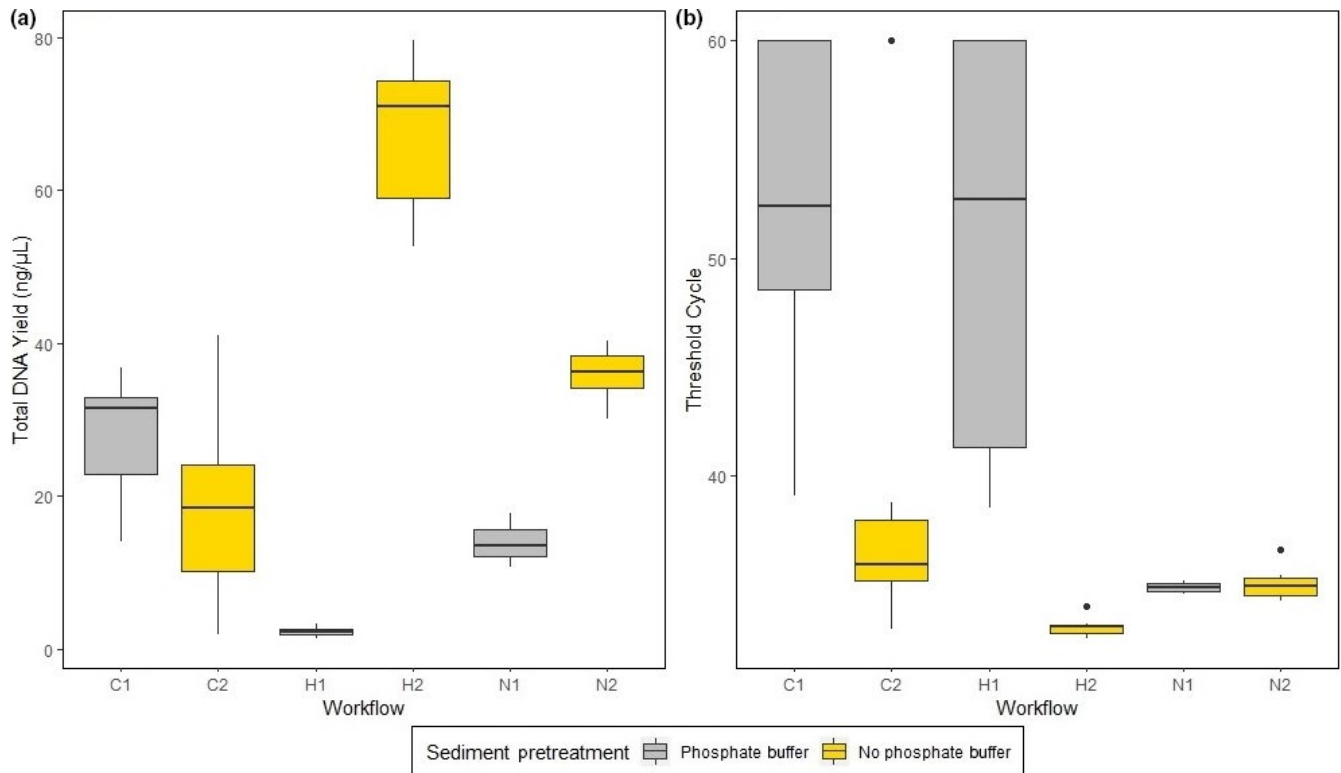 (a)
Total DNA Yield (ng/µL)
80
60
40
20
0
C1 C2 H1 H2 N1 N2
Workflow
(b)
Threshold Cycle
60
50
40
C1 C2 H1 H2 N1 N2
Workflow
Sediment pretreatment Phosphate buffer No phosphate buffer